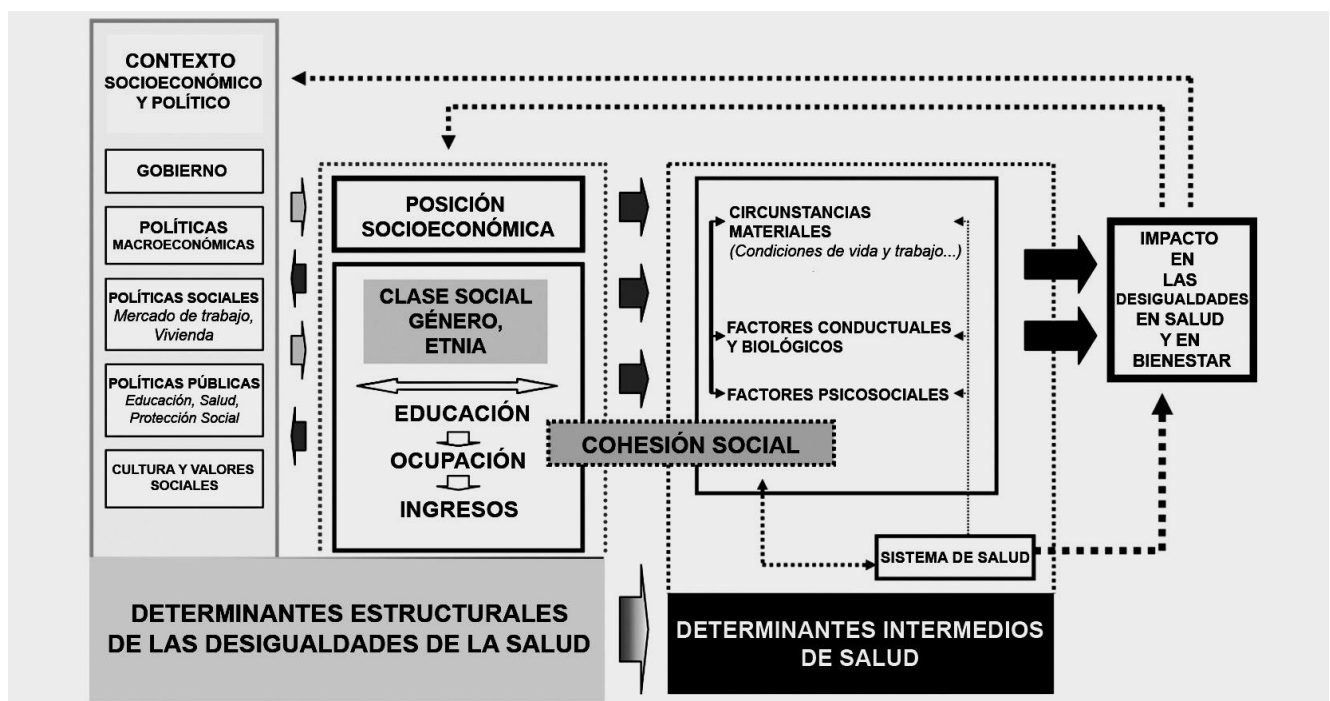 CONTEXTO
SOCIOECONÓMICO
Y POLÍTICO
GOBIERNO
POLÍTICAS
MACROECONÓMICAS
POLÍTICAS SOCIALES
Mercado de trabajo,
Vivienda
POLÍTICAS PÚBLICAS
Educación, Salud,
Protección Social
CULTURA Y VALORES
SOCIALES
POSICIÓN
SOCIOECONÓMICA
CLASE SOCIAL
GÉNERO,
ETNIA
EDUCACIÓN
OCUPACIÓN
INGRESOS
COHESIÓN SOCIAL
CIRCUNSTANCIAS
MATERIALES
(Condiciones de vida y trabajo...)
FACTORES CONDUCTUALES
Y BIOLÓGICOS
FACTORES PSICOSOCIALES
SISTEMA DE SALUD
IMPACTO
EN
LAS
DESIGUALDADES
EN SALUD
Y EN
BIENESTAR
DETERMINANTES ESTRUCTURALES
DE LAS DESIGUALDADES DE LA SALUD
DETERMINANTES INTERMEDIOS
DE SALUD